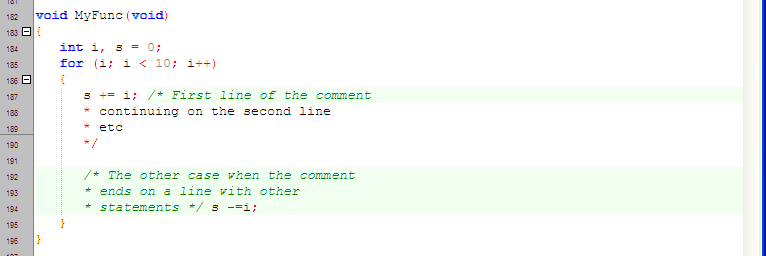 182 void MyFunc(void)
183 {
184 int i, s = 0;
185 for (i; i < 10; i++)
186 {
187 s += i; /* First line of the comment
188 * continuing on the second line
189 * etc
190 */
191
192 /* The other case when the comment
193 * ends on a line with other
194 * statements */ s -=i;
195 }
196 }